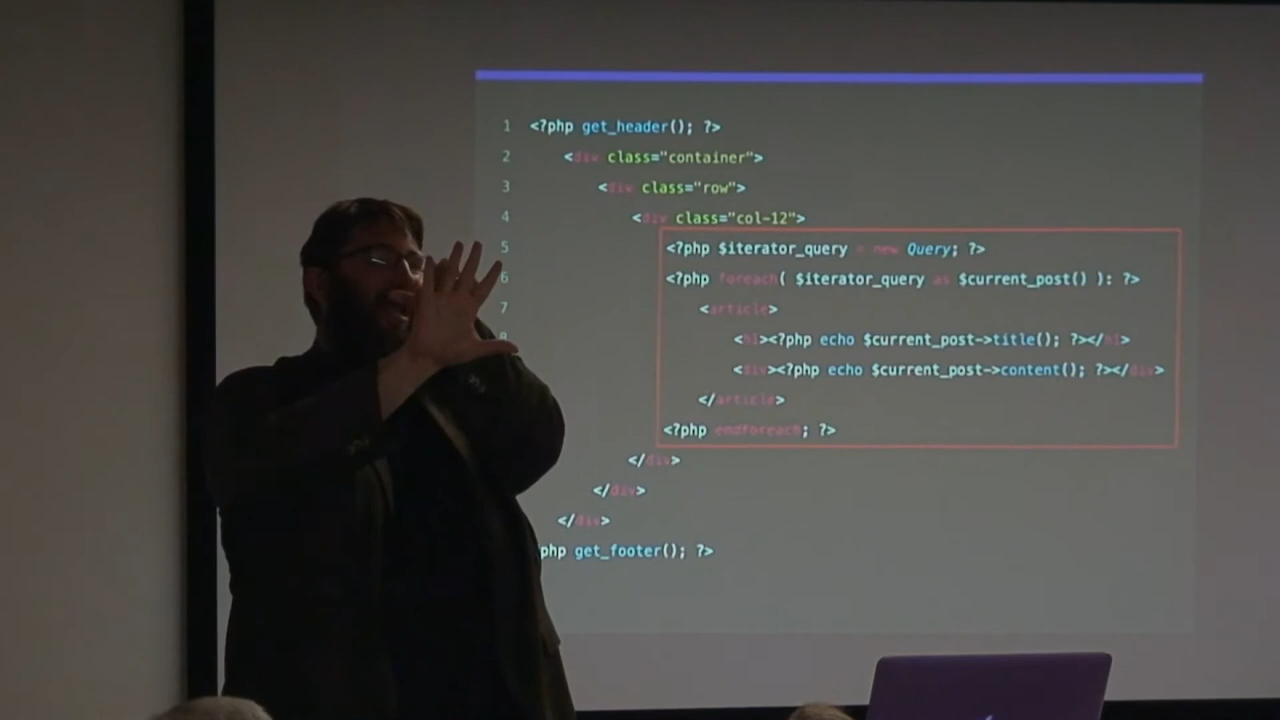 1 <?php get_header(); ?>
2 <div class="container">
3 <div class="row">
4 <div class="col-12">
5 <?php $iterator_query = new Query; ?>
6 <?php foreach( $iterator_query as $current_post() ): ?>
7 <article>
8 <h1><?php echo $current_post->title(); ?></h1>
<div><?php echo $current_post->content(); ?></div>
</article>
<?php endforeach; ?>
</div>
</div>
</div>
php get_footer(); ?>